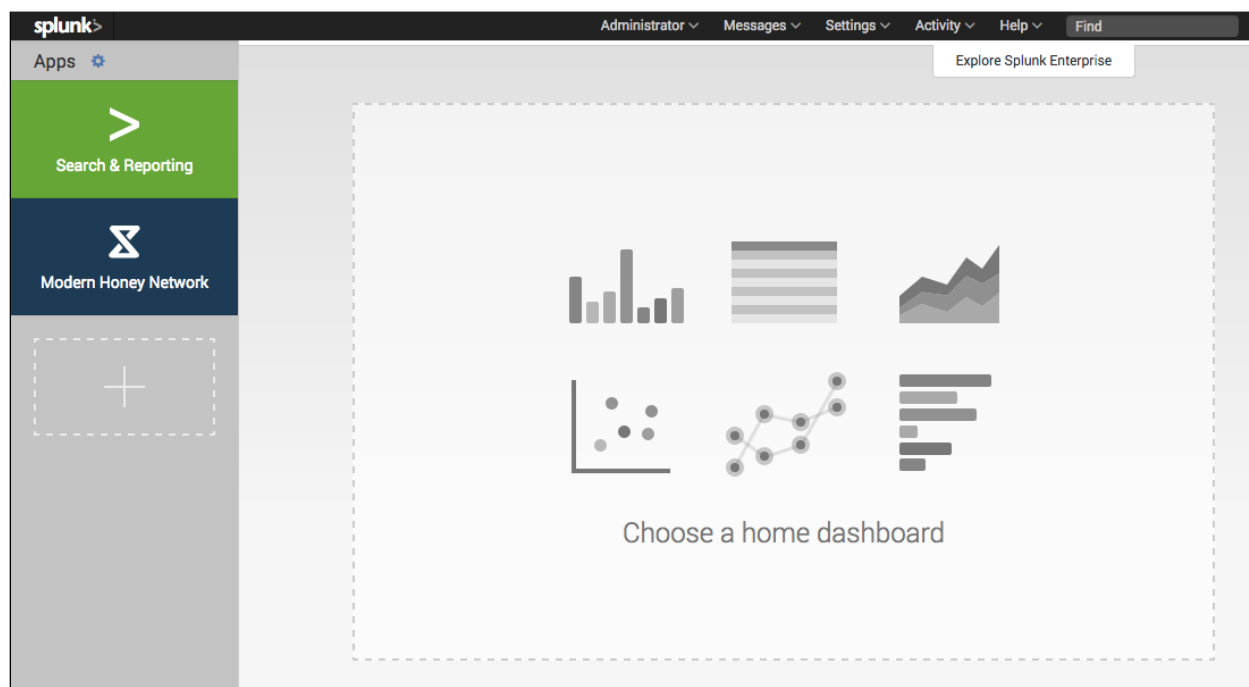 splunk>
Administrator Messages Settings Activity Help Find
Apps
Explore Splunk Enterprise
>
Search & Reporting
Modern Honey Network
Choose a home dashboard